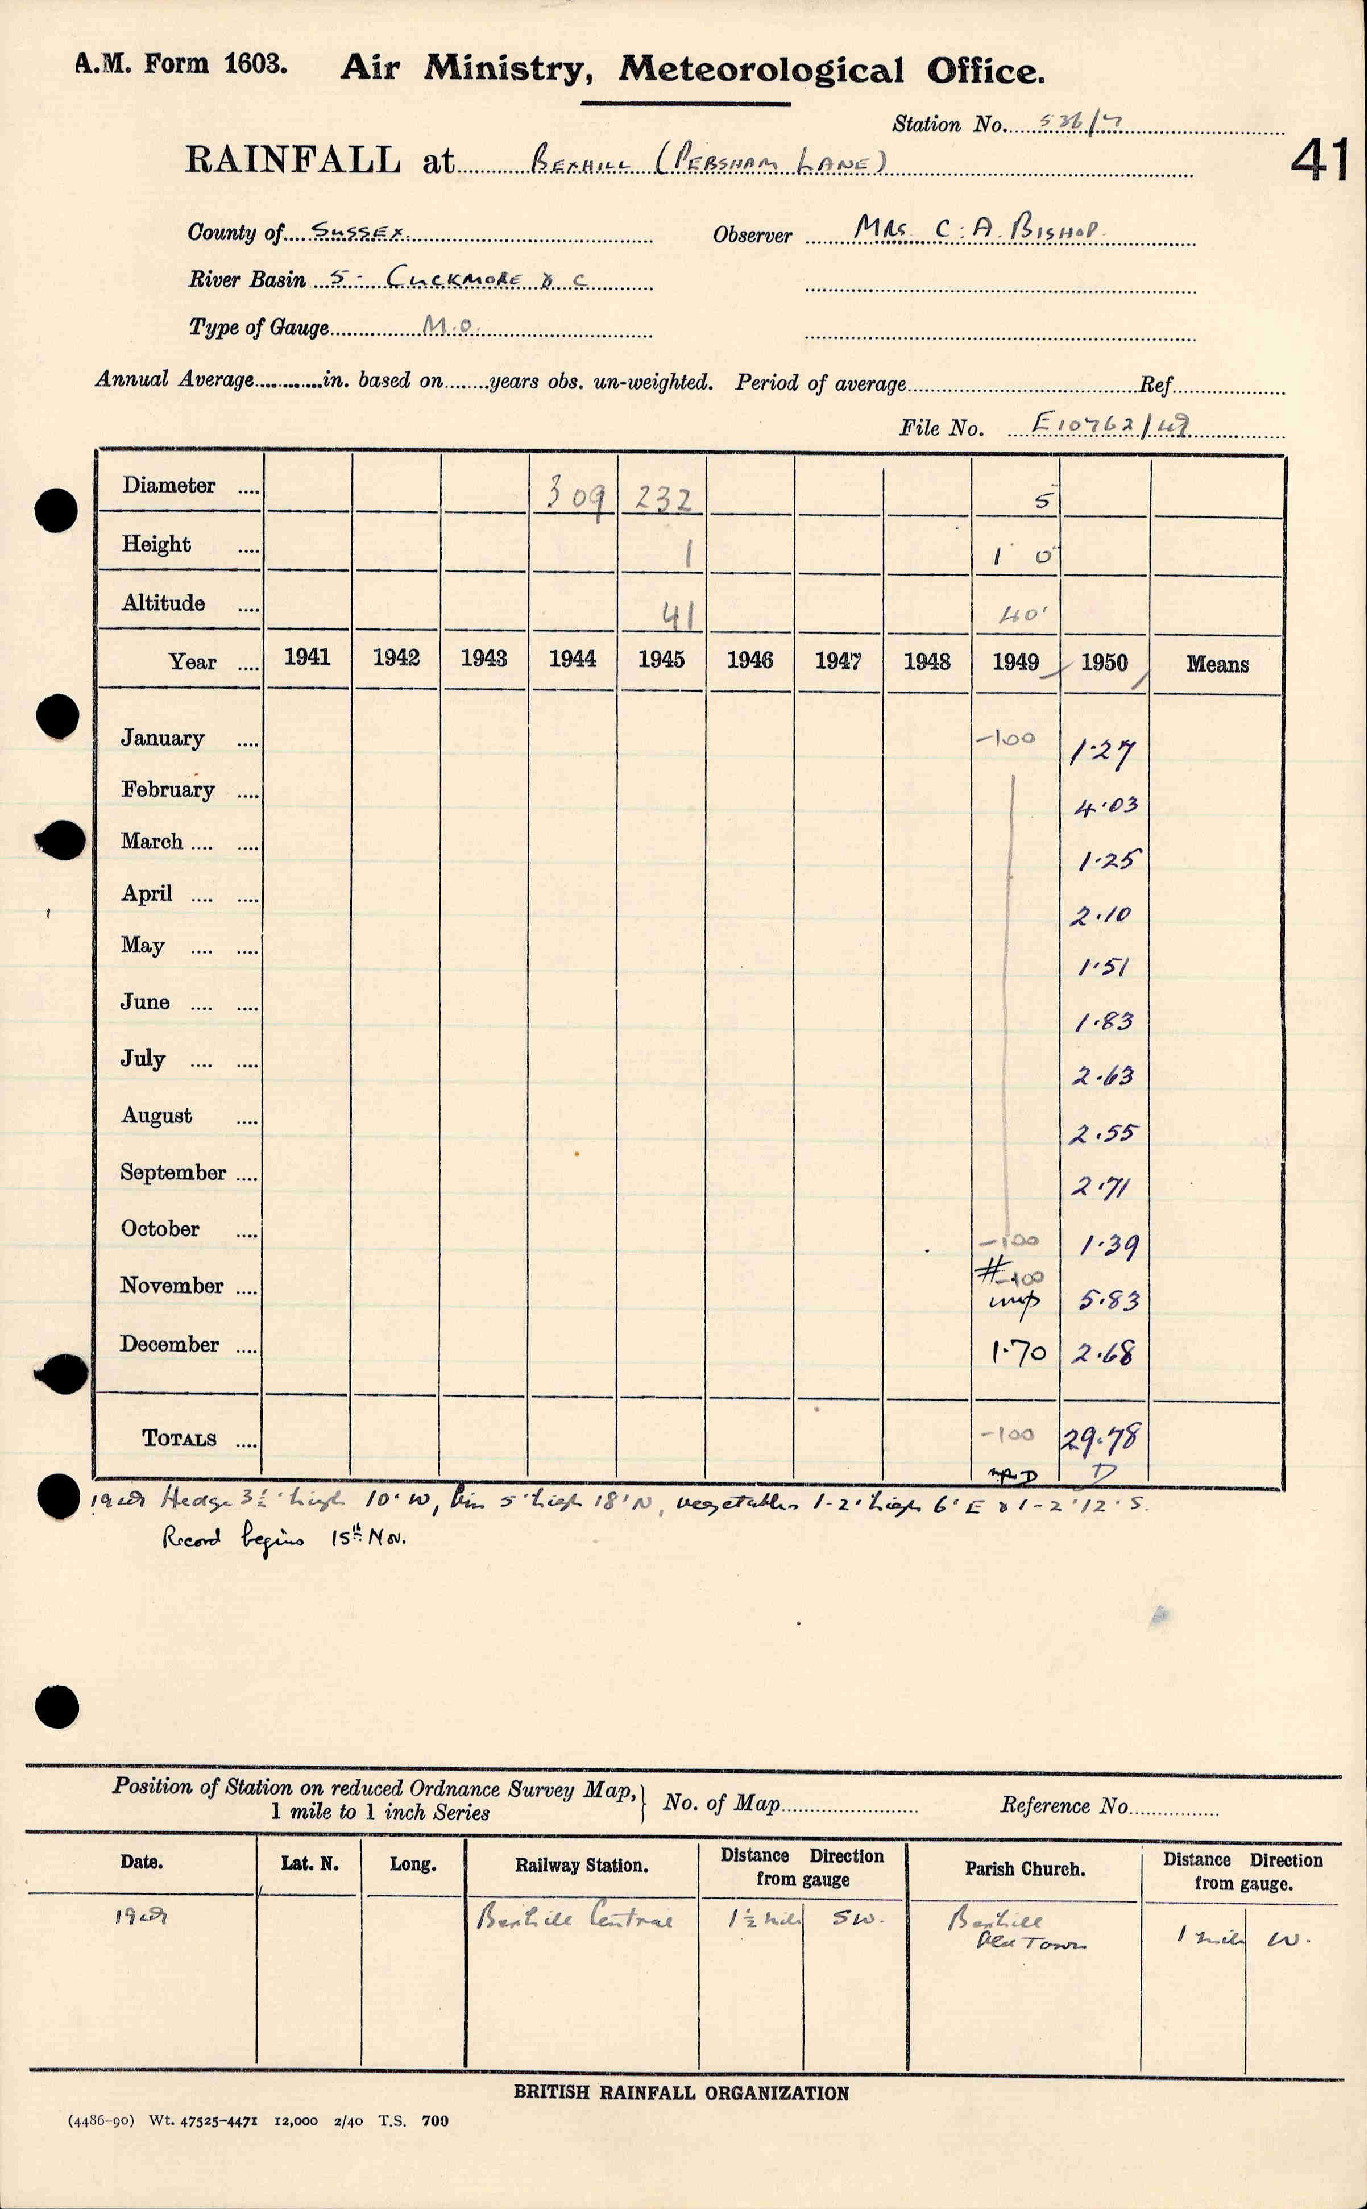 A.M. Form 1603. Air Ministry, Meteorological Office.
Station No. 536/7
41
RAINFALL at BEXHILL (PEBSHAM LANE)
County of SUSSEX. Observer MRS. C. A. BISHOP.
River Basin 5 - CUCKMORE & C
Type of Gauge M.O.
Annual Average in. based on years obs. un-weighted. Period of average Ref.
File No. E10762/49
Diameter .... 309 232 5
Height .... 1 1 0
Altitude .... 41 40'
Year .... 1941 1942 1943 1944 1945 1946 1947 1948 1949 1950 Means
January .... -100 1.27
February .... 4.03
March .... .... 1.25
April .... .... 2.10
May .... .... 1.51
June .... .... 1.83
July .... .... 2.63
August .... 2.55
September .... 2.71
October .... -100 1.39
November .... # -100 imp 5.83
December .... 1.70 2.68
TOTALS .... -100 29.78
D D
1949 Hedge 3½' high 10' W, bin 5' high 18' N, vegetables 1-2' high 6' E & 1-2' 12' S.
Record begins 15th Nov.
Position of Station on reduced Ordnance Survey Map, 1 mile to 1 inch Series } No. of Map Reference No.
Date. Lat. N. Long. Railway Station. Distance from gauge Direction Parish Church. Distance from gauge. Direction
1949 Bexhill Central 1½ mile SW. Bexhill Old Town 1 mile W.
BRITISH RAINFALL ORGANIZATION
(4486-90) Wt. 47525-4471 12,000 2/40 T.S. 700